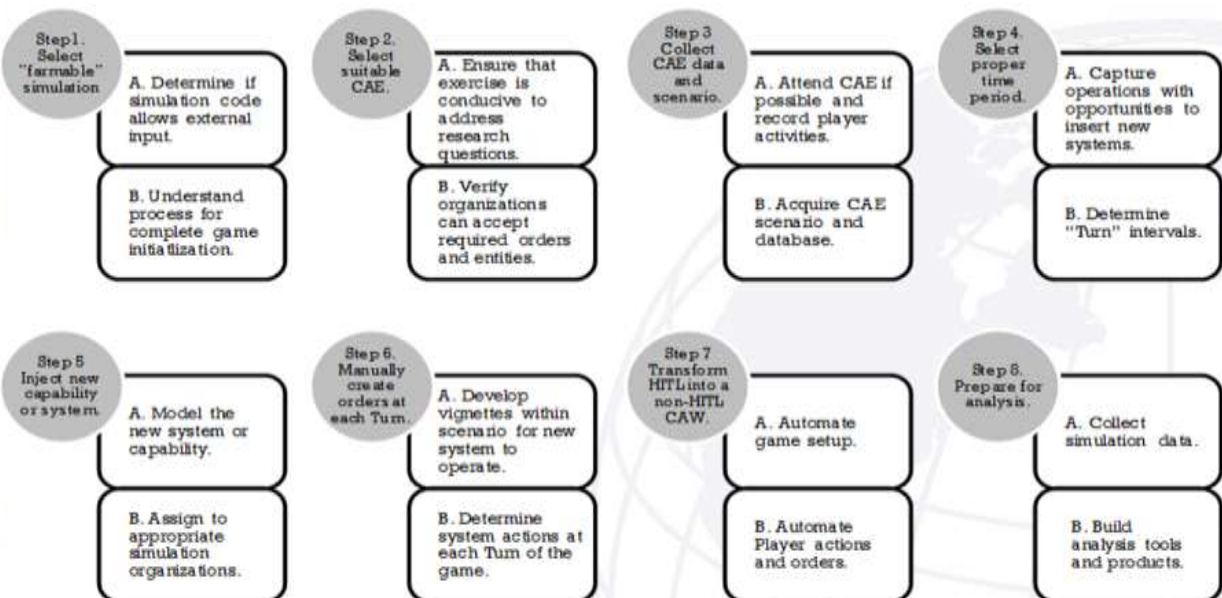 Step1.
Select
"farmable"
simulation
A. Determine if
simulation code
allows external
input.
B. Understand
process for
complete game
initiatlization.
Step 2.
Select
suitable
CAE.
A. Ensure that
exercise is
conducive to
address
research
questions.
B. Verify
organizations
can accept
required orders
and entities.
Step 3
Collect
CAE data
and
scenario.
A. Attend CAE if
possible and
record player
activities.
B. Acquire CAE
scenario and
database.
Step 4.
Select
proper
time
period.
A. Capture
operations with
opportunities to
insert new
systems.
B. Determine
"Turn" intervals.
Step 5
Inject new
capability
or system.
A. Model the
new system or
capability.
B. Assign to
appropriate
simulation
organizations.
Step 6.
Manually
create
orders at
each Turn.
A. Develop
vignettes within
scenario for new
system to
operate.
B. Determine
system actions at
each Turn of the
game.
Step 7
Transform
HITL into a
non-HITL
CAW.
A. Automate
game setup.
B. Automate
Player actions
and orders.
Step 8.
Prepare for
analysis.
A. Collect
simulation data.
B. Build
analysis tools
and products.